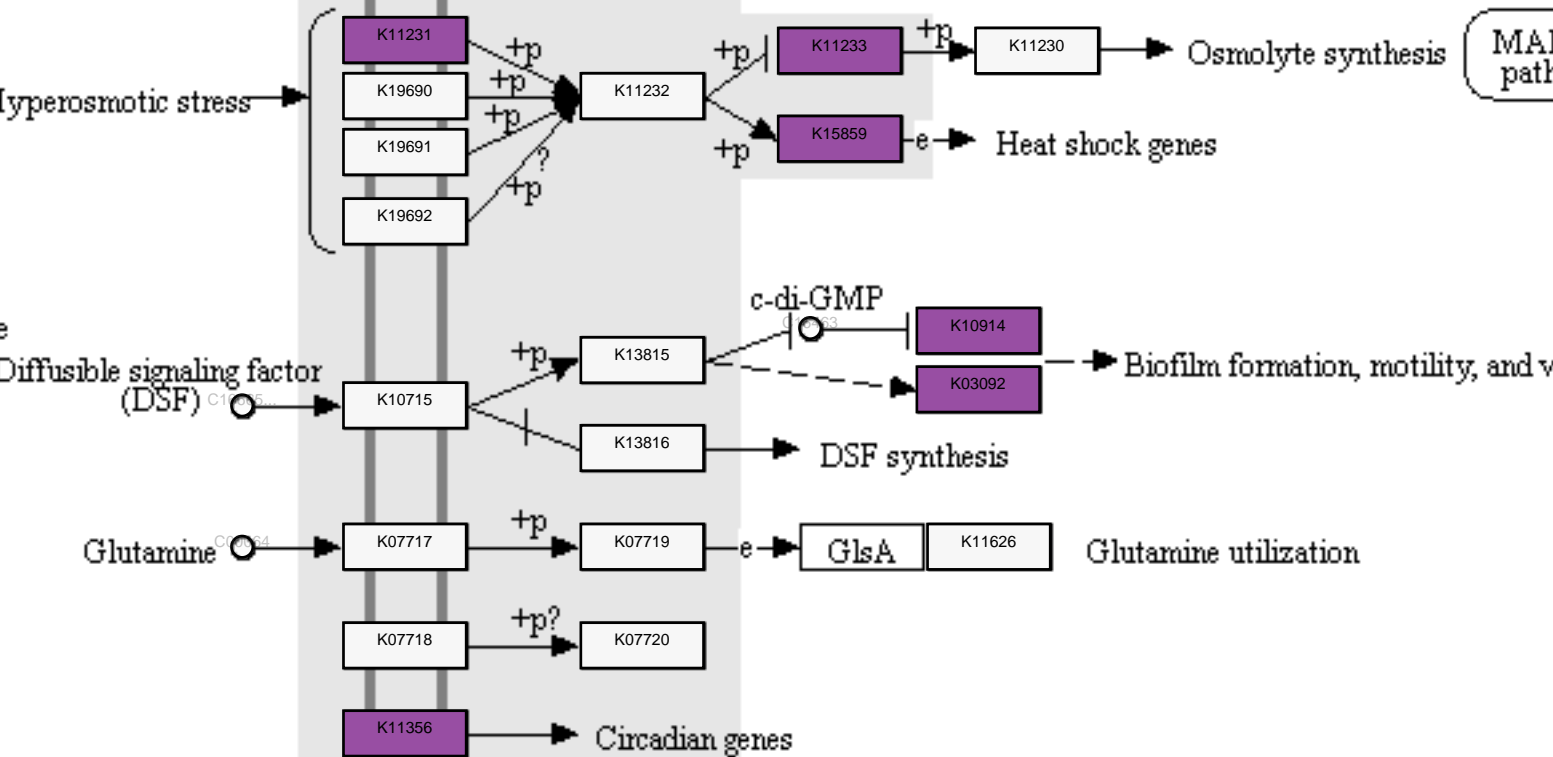 K11231
+p
K11233
+p
K11230
Osmolyte synthesis
path
+p
K19690
+p
K11232
Hyperosmotic stress
+p
K19691
K15859
e
Heat shock genes
+p
?
+p
K19692
c-di-GMP
K10914
e
+p
K13815
Biofilm formation, motility, and v
Diffusible signaling factor
(DSF)
K10715
K03092
K13816
DSF synthesis
Glutamine
K07717
+p
K07719
e
GlsA
K11626
Glutamine utilization
K07718
+p?
K07720
K11356
Circadian genes